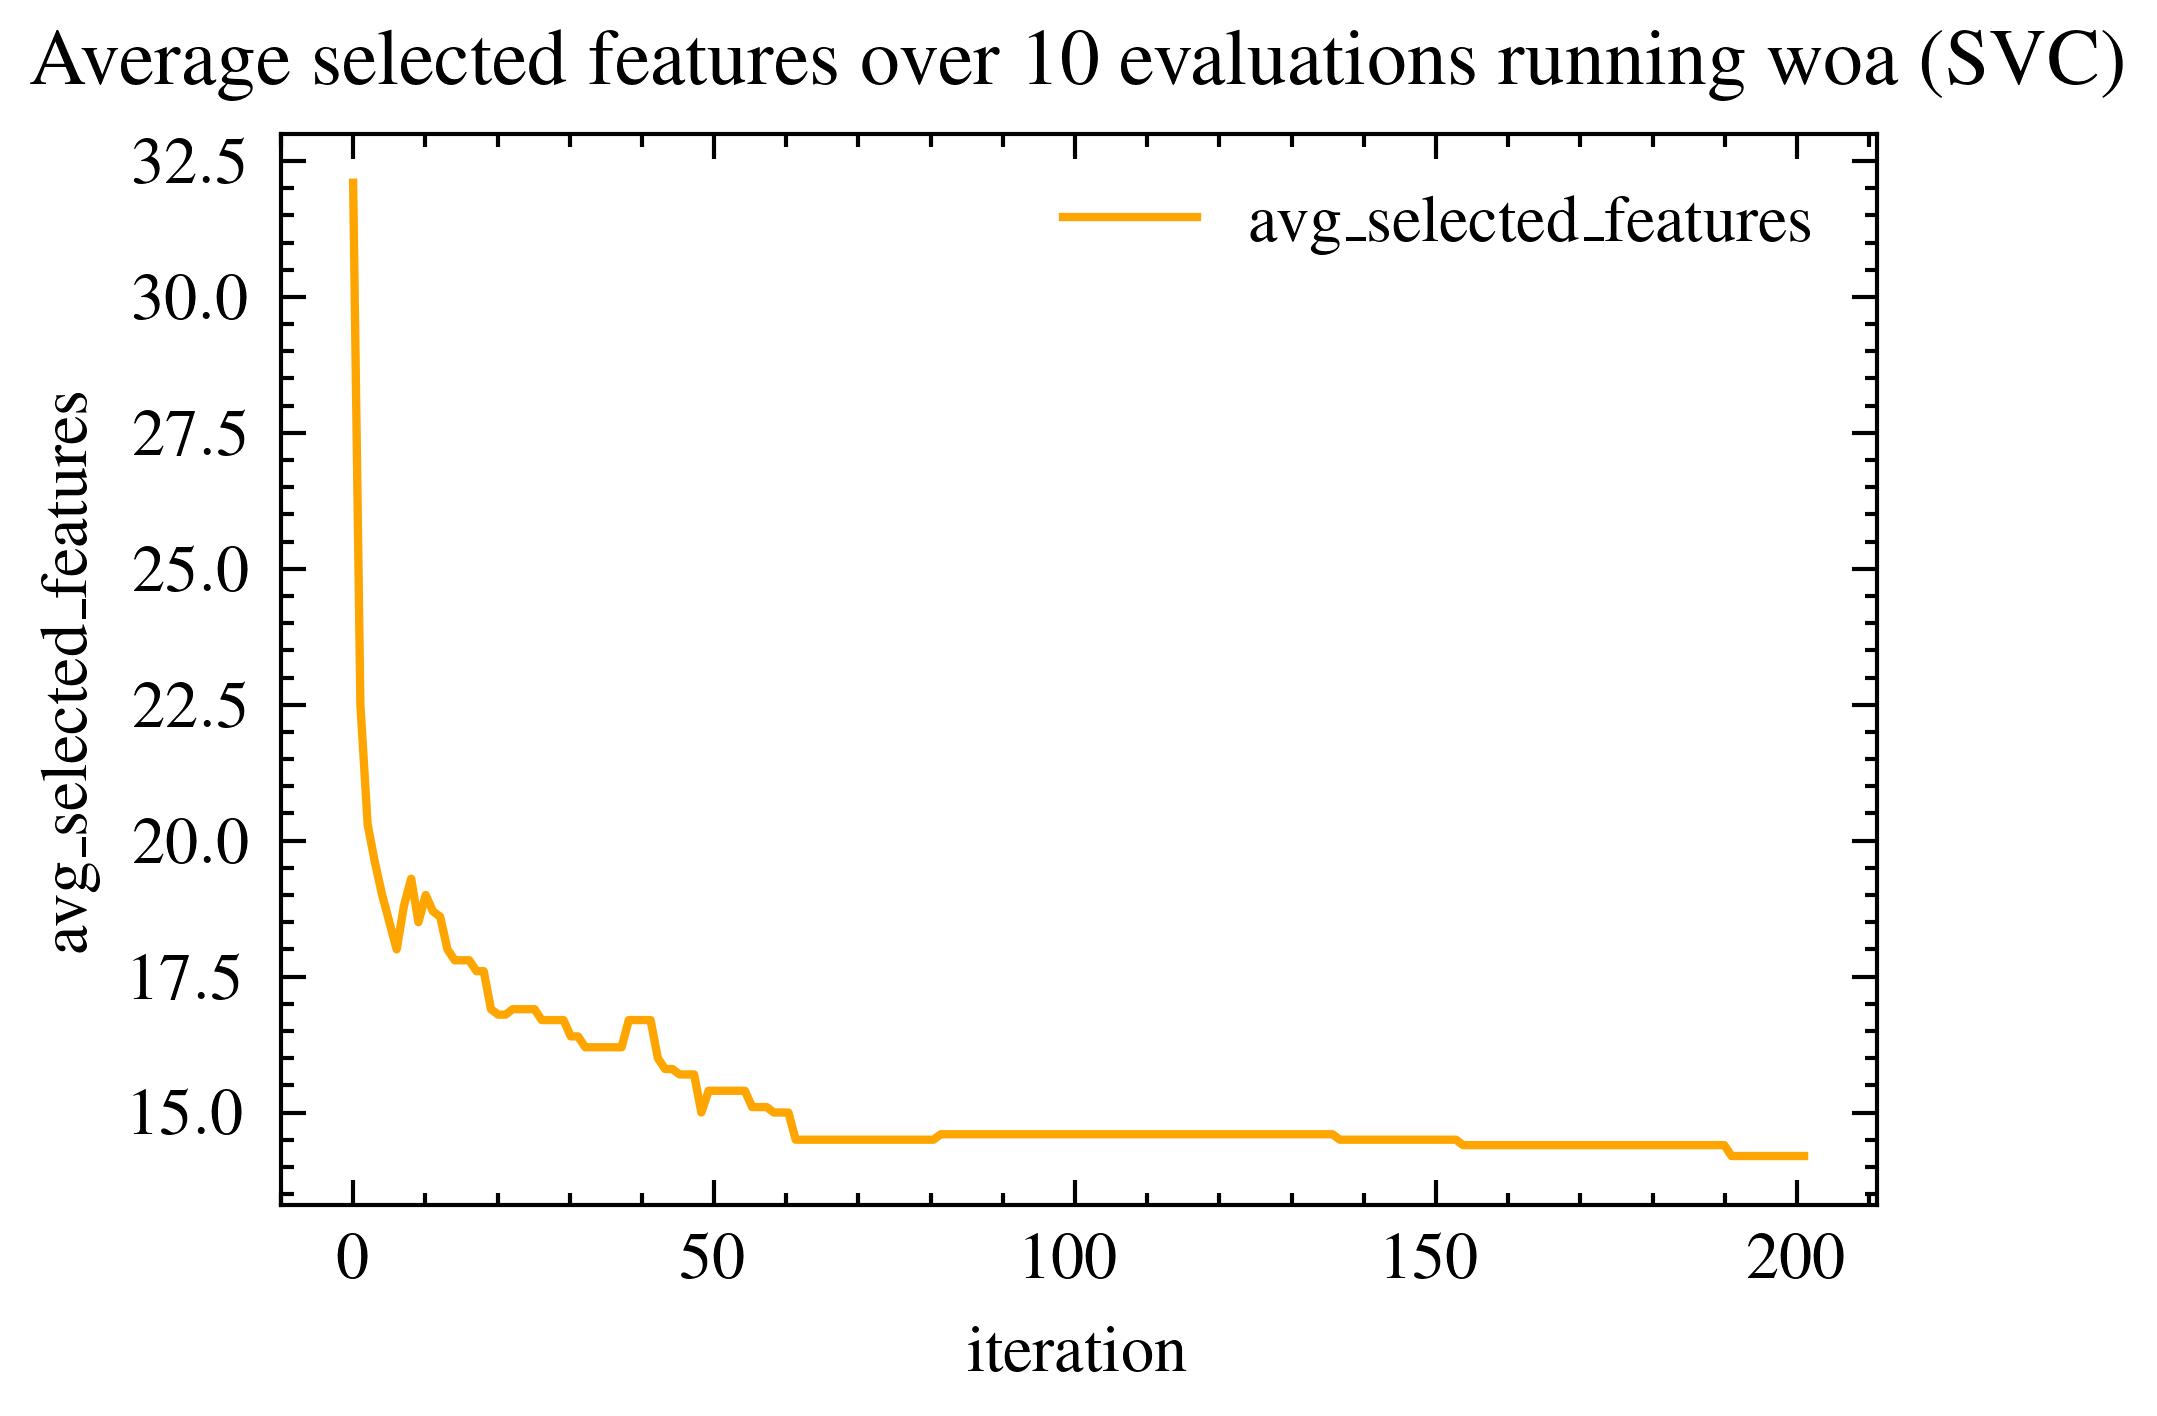 Average selected features over 10 evaluations running woa (SVC)
avg_selected_features
32.5
30.0
27.5
25.0
22.5
20.0
17.5
15.0
avg_selected_features
0 50 100 150 200
iteration